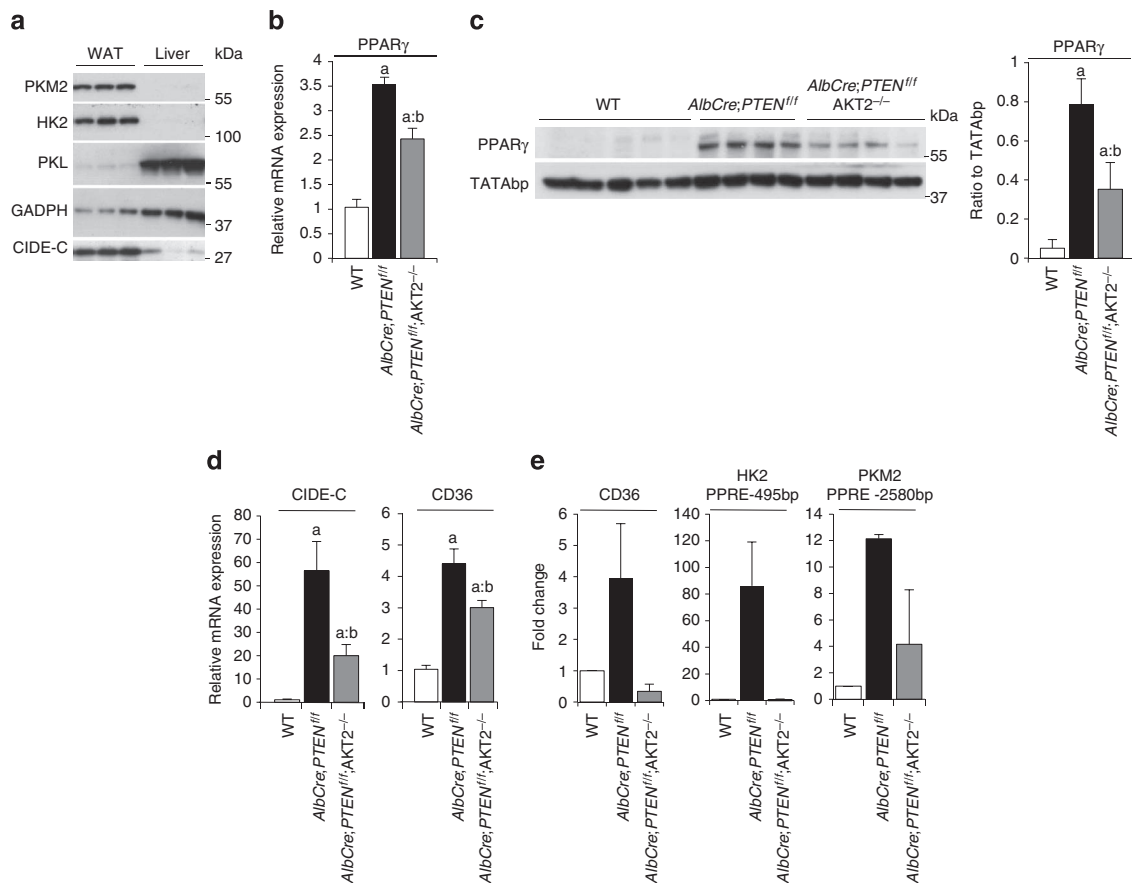 a
WAT Liver kDa
PKM2
55
HK2
100
PKL
55
GADPH
37
CIDE-C
27
b
PPARγ
Relative mRNA expression
4
3.5
3
2.5
2
1.5
1
0.5
0
a
a:b
WT
AlbCre;PTENf/f
AlbCre;PTENf/f;AKT2–/–
c
WT
AlbCre;PTENf/f
AlbCre;PTENf/f
AKT2–/–
kDa
PPARγ
55
TATAbp
37
PPARγ
Ratio to TATAbp
1
0.8
0.6
0.4
0.2
0
a
a:b
WT
AlbCre;PTENf/f
AlbCre;PTENf/f;AKT2–/–
d
CIDE-C
Relative mRNA expression
80
70
60
50
40
30
20
10
0
a
a:b
WT
AlbCre;PTENf/f
AlbCre;PTENf/f;AKT2–/–
CD36
6
5
4
3
2
1
0
a
a:b
WT
AlbCre;PTENf/f
AlbCre;PTENf/f;AKT2–/–
e
CD36
Fold change
6
5
4
3
2
1
0
WT
AlbCre;PTENf/f
AlbCre;PTENf/f;AKT2–/–
HK2
PPRE-495bp
140
120
100
80
60
40
20
0
WT
AlbCre;PTENf/f
AlbCre;PTENf/f;AKT2–/–
PKM2
PPRE -2580bp
14
12
10
8
6
4
2
0
WT
AlbCre;PTENf/f
AlbCre;PTENf/f;AKT2–/–